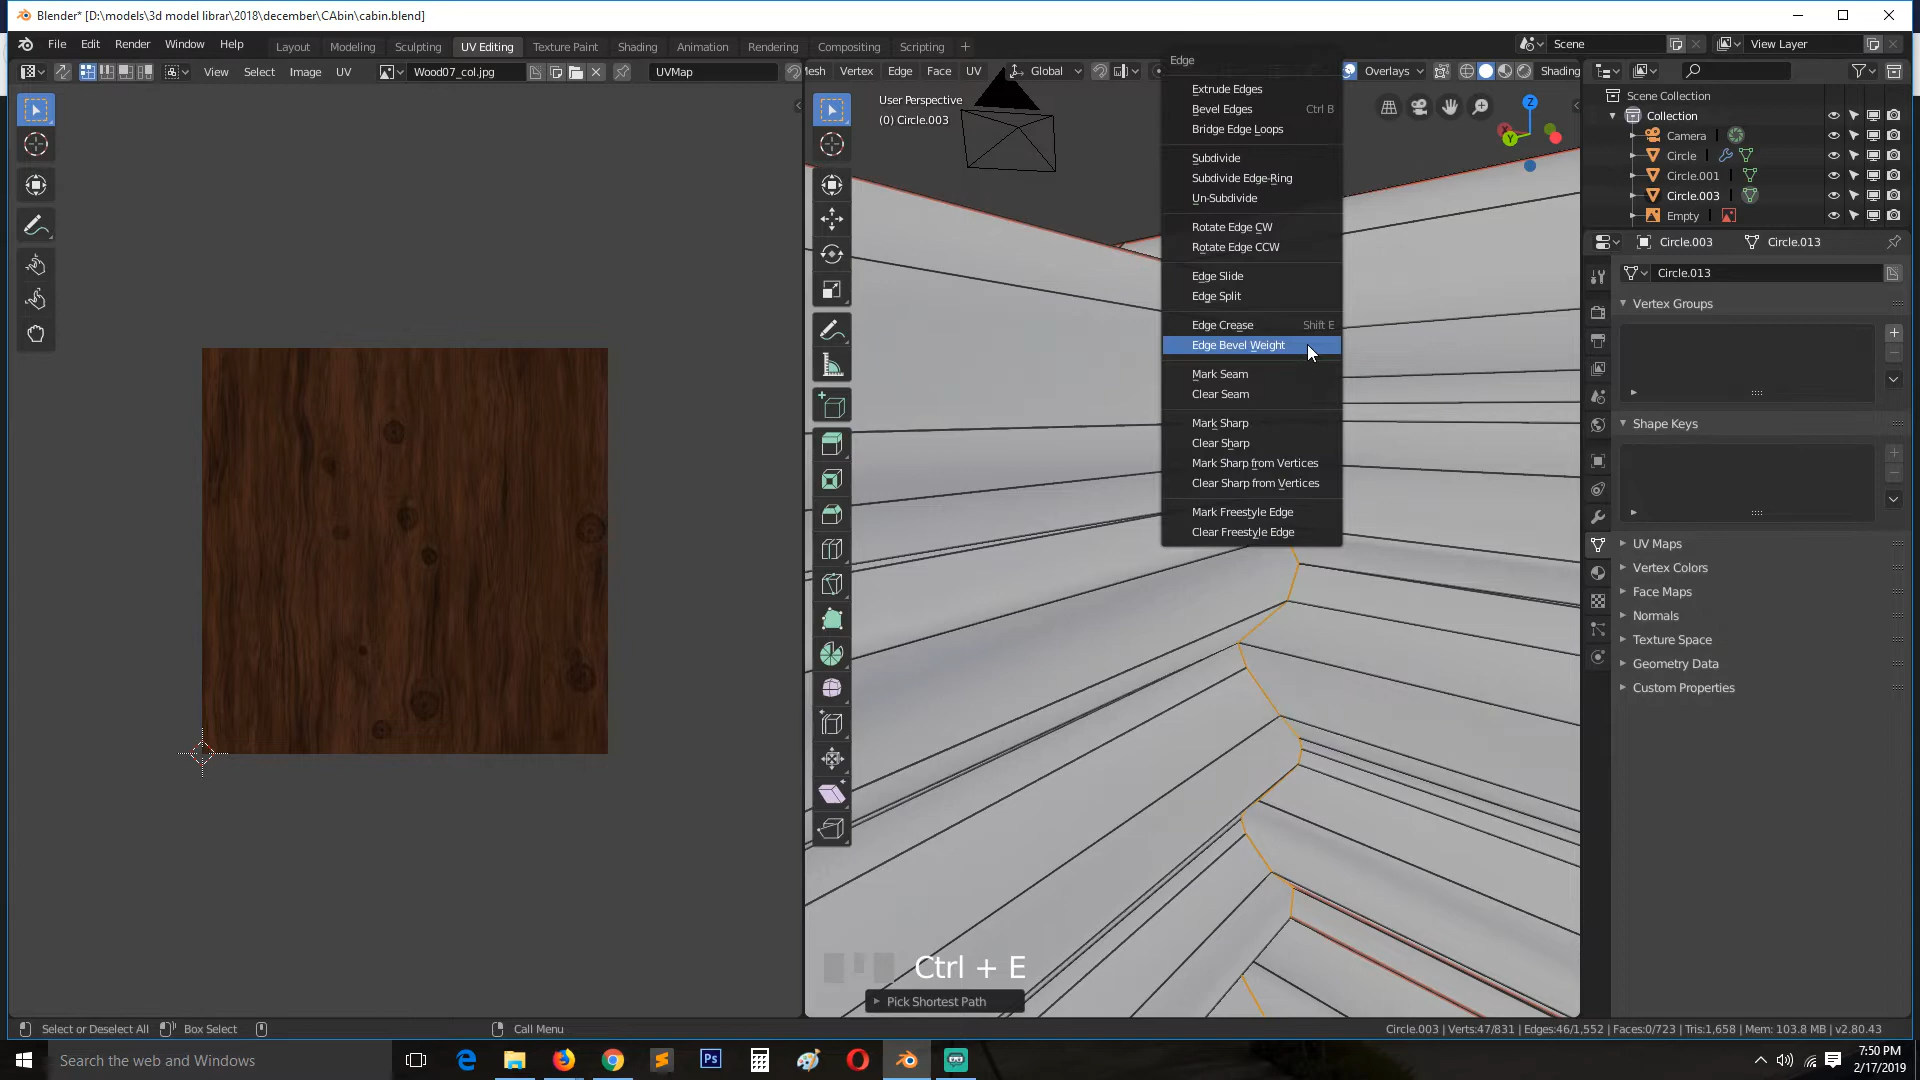 Blender* [D:\models\3d model librar\2018\december\CAbin\cabin.blend]
File Edit Render Window Help
Layout Modeling Sculpting UV Editing Texture Paint Shading Animation Rendering Compositing Scripting +
Scene
View Layer
View Select Image UV
Wood07_col.jpg
UVMap
Mesh Vertex Edge Face UV
Global
Overlays
Shading
User Perspective
(0) Circle.003
Edge
Extrude Edges
Bevel Edges Ctrl B
Bridge Edge Loops
Subdivide
Subdivide Edge-Ring
Un-Subdivide
Rotate Edge CW
Rotate Edge CCW
Edge Slide
Edge Split
Edge Crease Shift E
Edge Bevel Weight
Mark Seam
Clear Seam
Mark Sharp
Clear Sharp
Mark Sharp from Vertices
Clear Sharp from Vertices
Mark Freestyle Edge
Clear Freestyle Edge
Z
Y
Scene Collection
Collection
Camera
Circle
Circle.001
Circle.003
Empty
Circle.003 Circle.013
Circle.013
Vertex Groups
Shape Keys
UV Maps
Vertex Colors
Face Maps
Normals
Texture Space
Geometry Data
Custom Properties
Ctrl + E
Pick Shortest Path
Select or Deselect All Box Select Call Menu
Circle.003 | Verts:47/831 | Edges:46/1,552 | Faces:0/723 | Tris:1,658 | Mem: 103.8 MB | v2.80.43
Search the web and Windows
Ps
7:50 PM
2/17/2019